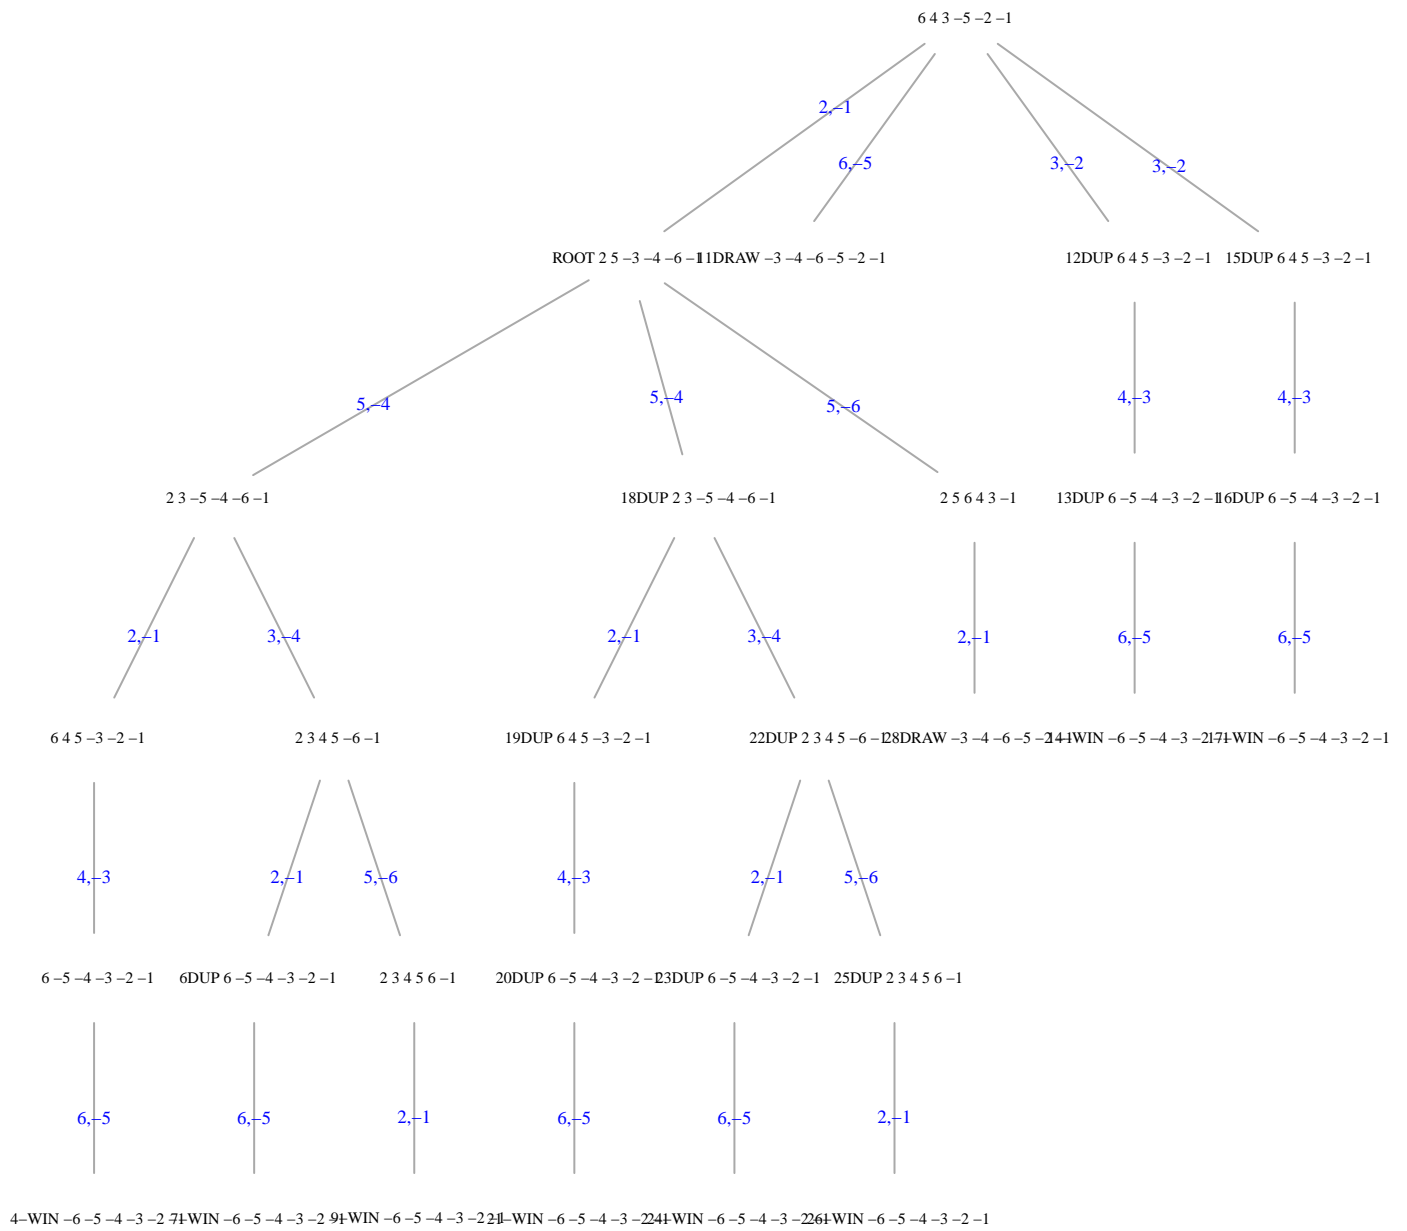 6 4 3 −5 −2 −1
2,−1
6,−5
3,−2
3,−2
ROOT 2 5 −3 −4 −6 −1
11DRAW −3 −4 −6 −5 −2 −1
12DUP 6 4 5 −3 −2 −1
15DUP 6 4 5 −3 −2 −1
5,−4
5,−4
5,−6
4,−3
4,−3
2 3 −5 −4 −6 −1
18DUP 2 3 −5 −4 −6 −1
2 5 6 4 3 −1
13DUP 6 −5 −4 −3 −2 −1
16DUP 6 −5 −4 −3 −2 −1
2,−1
3,−4
2,−1
3,−4
2,−1
6,−5
6,−5
6 4 5 −3 −2 −1
2 3 4 5 −6 −1
19DUP 6 4 5 −3 −2 −1
22DUP 2 3 4 5 −6 −1
28DRAW −3 −4 −6 −5 −2 −1
14−WIN −6 −5 −4 −3 −2 −1
17−WIN −6 −5 −4 −3 −2 −1
4,−3
2,−1
5,−6
4,−3
2,−1
5,−6
6 −5 −4 −3 −2 −1
6DUP 6 −5 −4 −3 −2 −1
2 3 4 5 6 −1
20DUP 6 −5 −4 −3 −2 −1
23DUP 6 −5 −4 −3 −2 −1
25DUP 2 3 4 5 6 −1
6,−5
6,−5
2,−1
6,−5
6,−5
2,−1
4−WIN −6 −5 −4 −3 −2 −1
7−WIN −6 −5 −4 −3 −2 −1
9−WIN −6 −5 −4 −3 −2 −1
21−WIN −6 −5 −4 −3 −2 −1
24−WIN −6 −5 −4 −3 −2 −1
26−WIN −6 −5 −4 −3 −2 −1